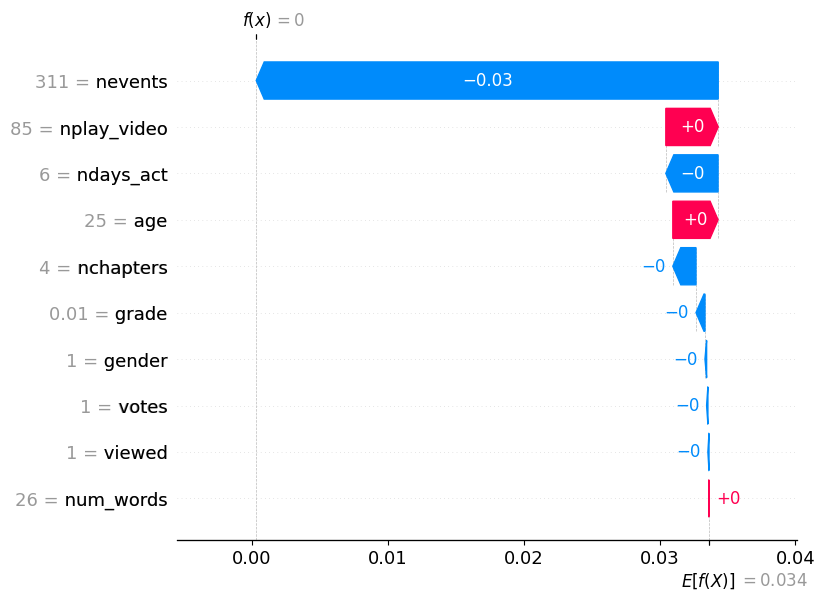 f(x) = 0
311 = nevents −0.03
85 = nplay_video +0
6 = ndays_act −0
25 = age +0
4 = nchapters −0
0.01 = grade −0
1 = gender −0
1 = votes −0
1 = viewed −0
26 = num_words +0
0.00 0.01 0.02 0.03 0.04
E[f(X)] = 0.034